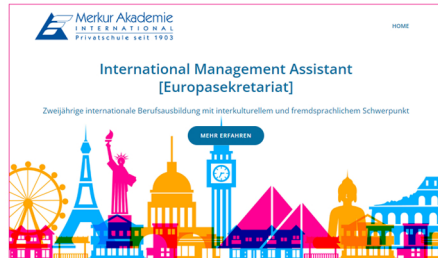 Merkur Akademie
INTERNATIONAL
Privatschule seit 1903
HOME
International Management Assistant
[Europasekretariat]
Zweijährige internationale Berufsausbildung mit interkulturellem und fremdsprachlichem Schwerpunkt
MEHR ERFAHREN